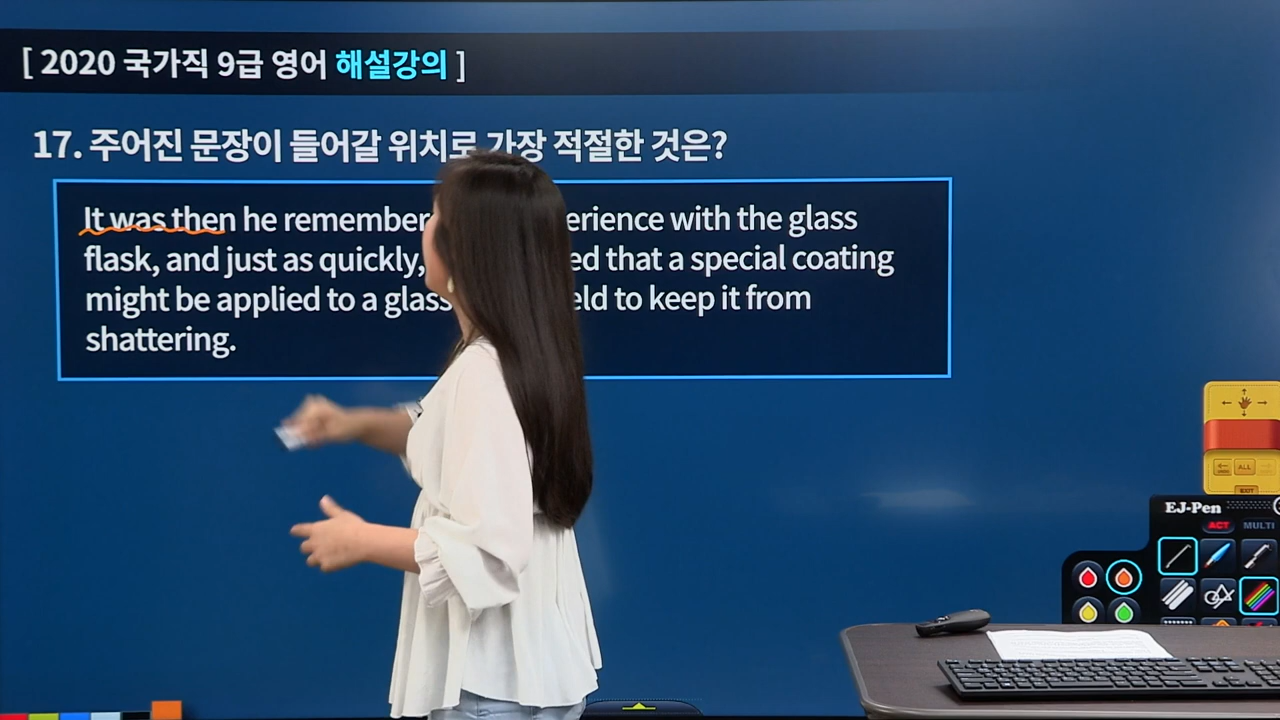 [ 2020 국가직 9급 영어 해설강의 ]
17. 주어진 문장이 들어갈 위치로 가장 적절한 것은?
It was then he remember erience with the glass
flask, and just as quickly, ed that a special coating
might be applied to a glass eld to keep it from
shattering.
ALL
EXIT
EJ-Pen
ACT MULTI